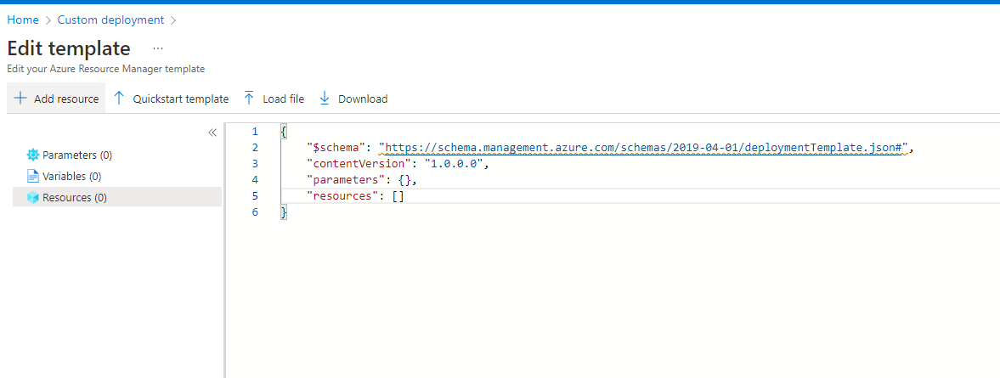 Home > Custom deployment >
Edit template ...
Edit your Azure Resource Manager template
Add resource Quickstart template Load file Download
Parameters (0)
Variables (0)
Resources (0)
1 {
2 "$schema": "https://schema.management.azure.com/schemas/2019-04-01/deploymentTemplate.json#",
3 "contentVersion": "1.0.0.0",
4 "parameters": {},
5 "resources": []
6 }